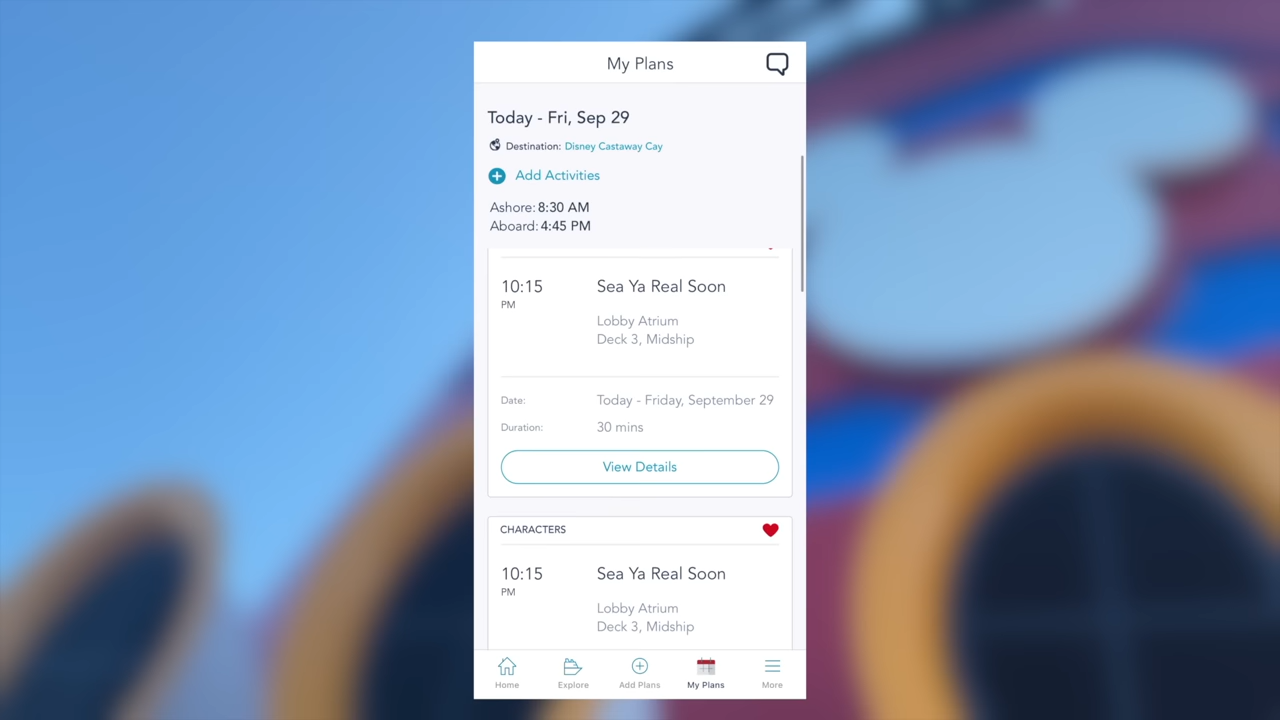 My Plans
Today - Fri, Sep 29
Destination: Disney Castaway Cay
Add Activities
Ashore: 8:30 AM
Aboard: 4:45 PM
10:15 Sea Ya Real Soon
PM
Lobby Atrium
Deck 3, Midship
Date: Today - Friday, September 29
Duration: 30 mins
View Details
CHARACTERS
10:15 Sea Ya Real Soon
PM
Lobby Atrium
Deck 3, Midship
Home Explore Add Plans My Plans More